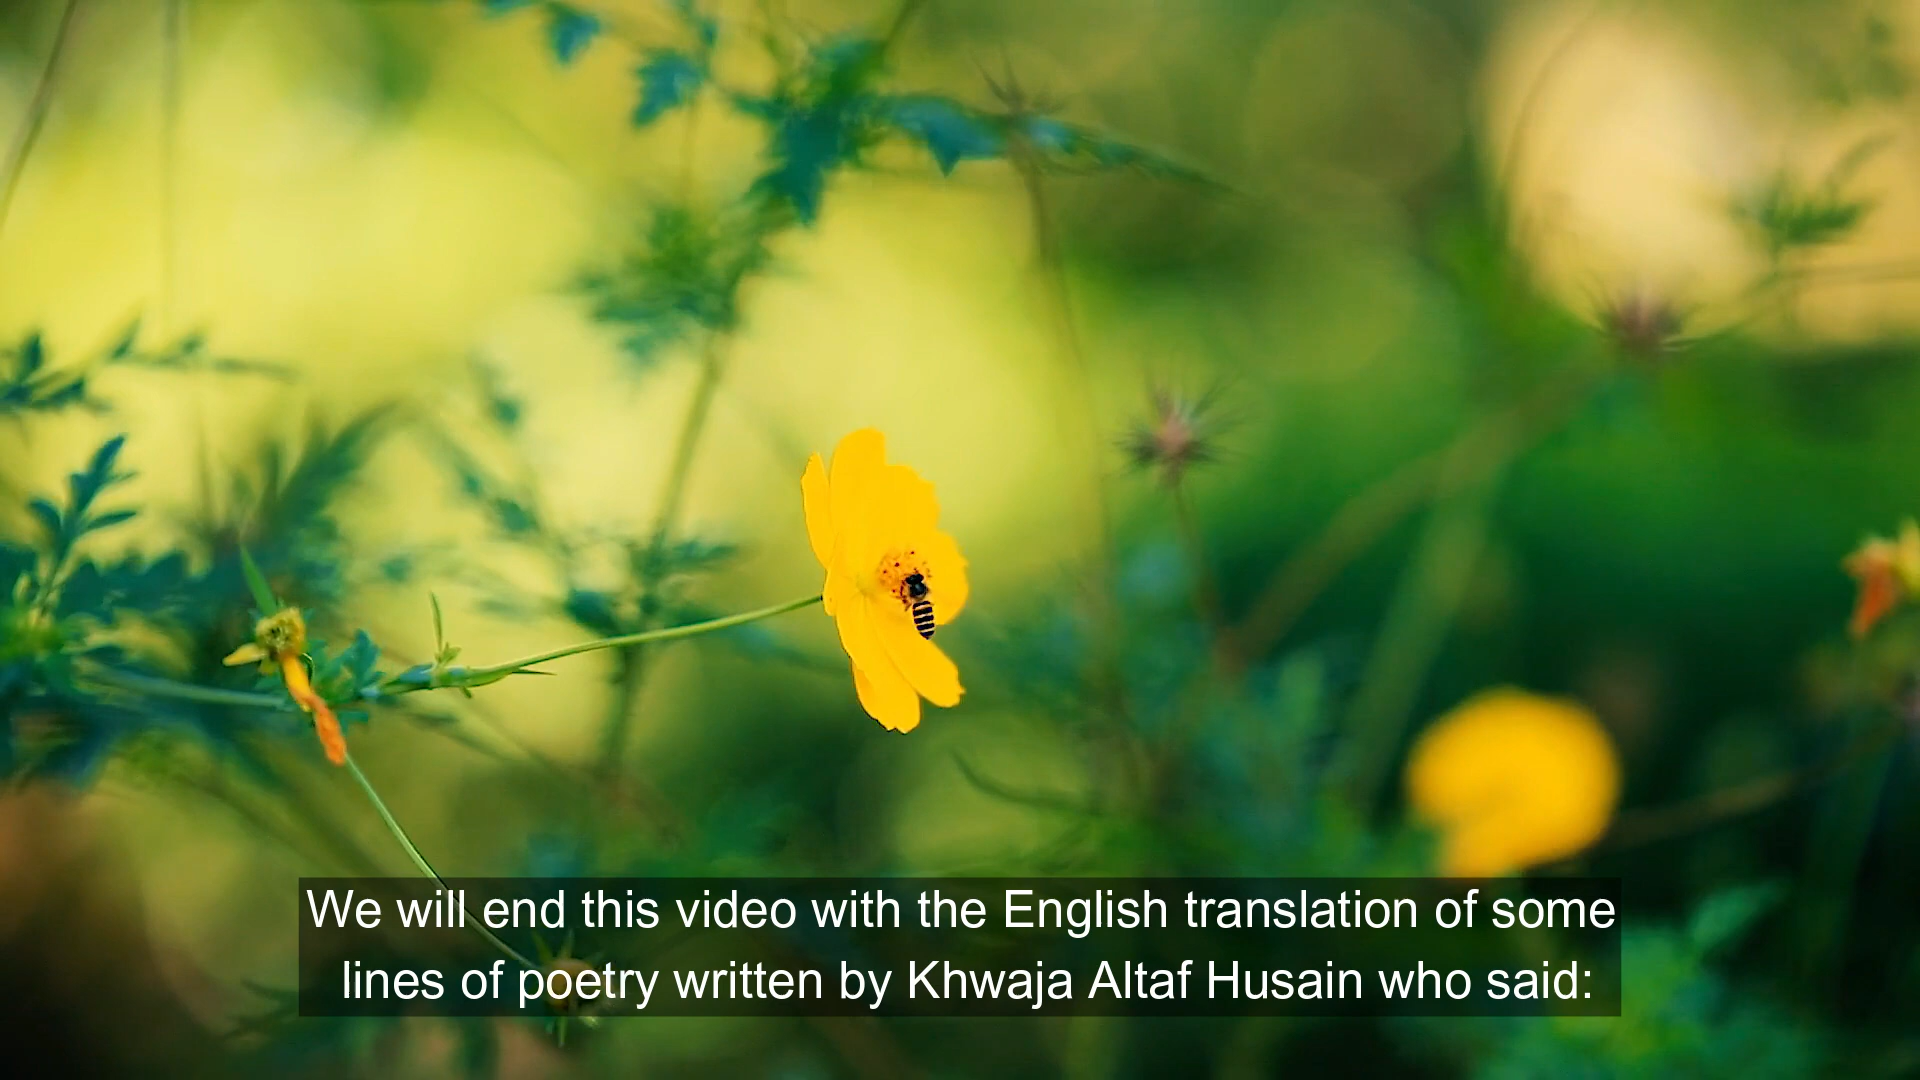 We will end this video with the English translation of some
lines of poetry written by Khwaja Altaf Husain who said: